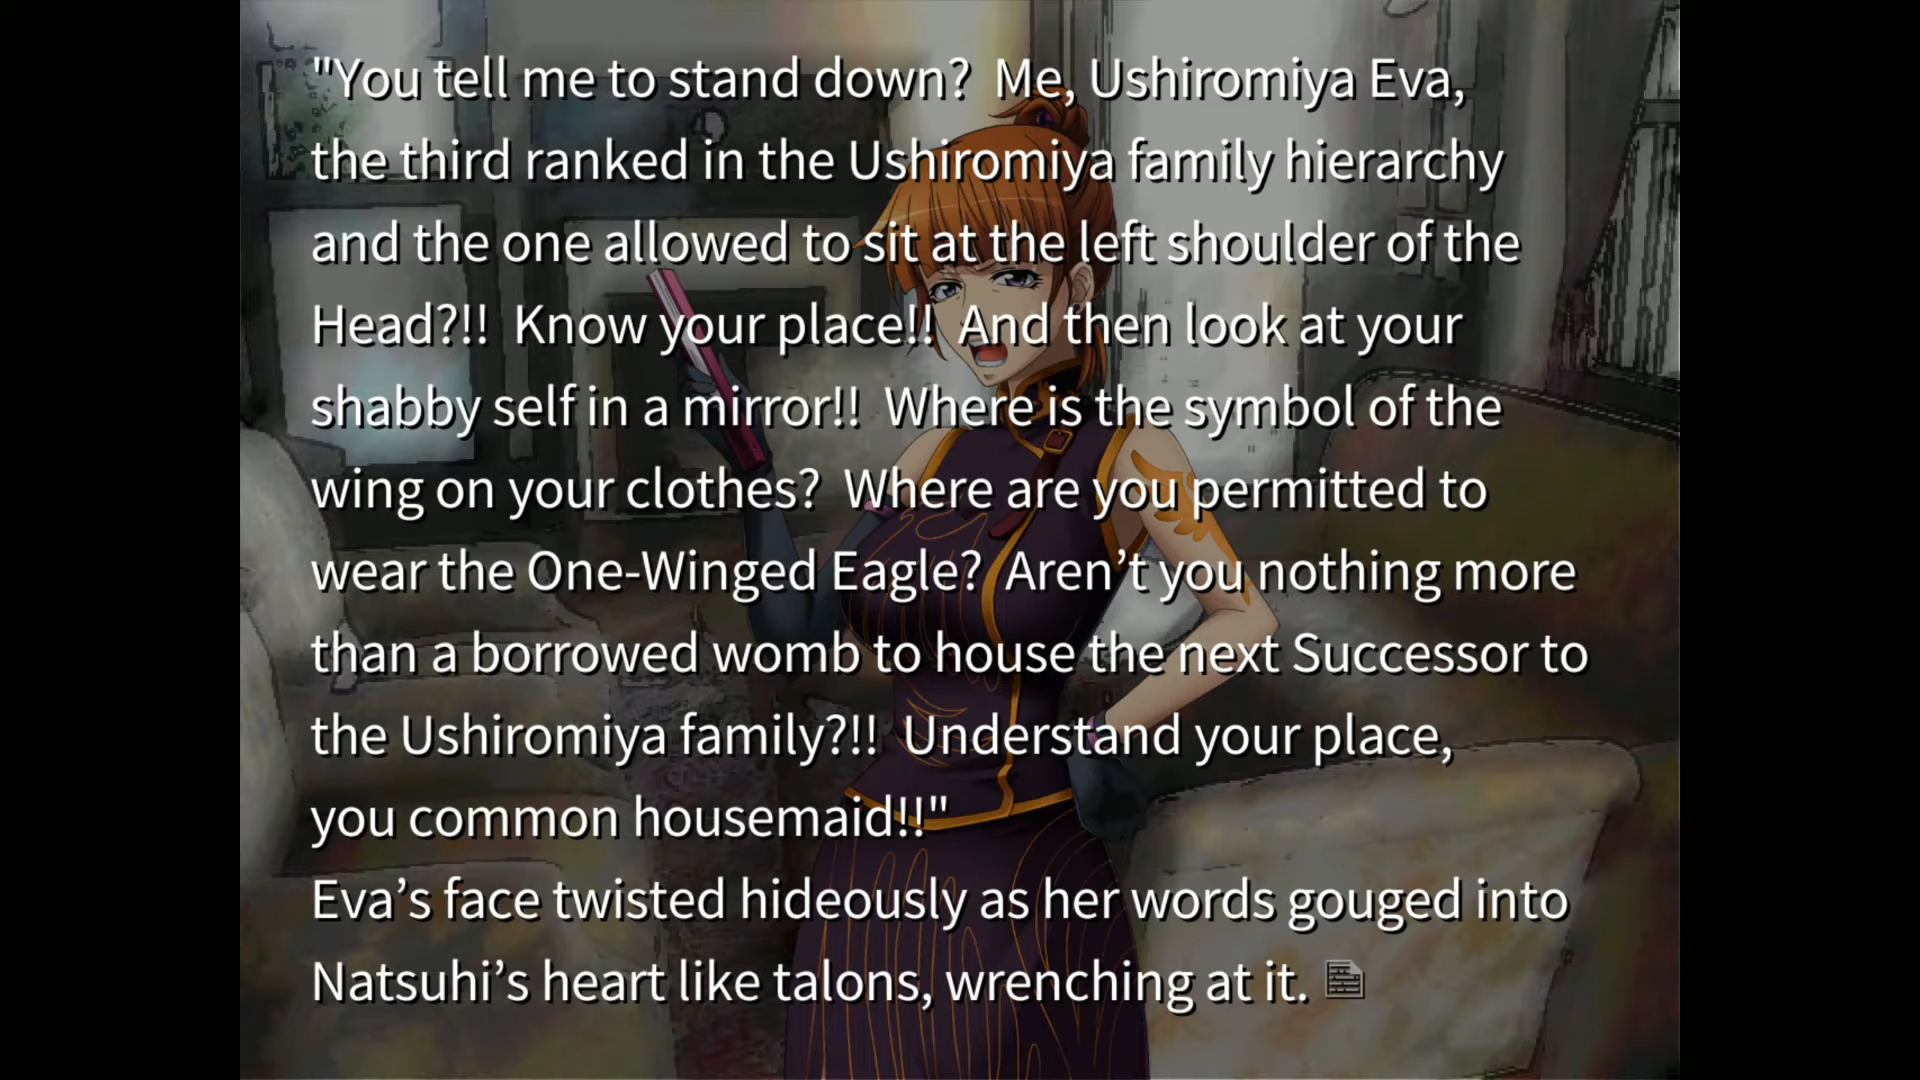 "You tell me to stand down?  Me, Ushiromiya Eva,
the third ranked in the Ushiromiya family hierarchy
and the one allowed to sit at the left shoulder of the
Head?!!  Know your place!!  And then look at your
shabby self in a mirror!!  Where is the symbol of the
wing on your clothes?  Where are you permitted to
wear the One-Winged Eagle?  Aren’t you nothing more
than a borrowed womb to house the next Successor to
the Ushiromiya family?!!  Understand your place,
you common housemaid!!"
Eva’s face twisted hideously as her words gouged into
Natsuhi’s heart like talons, wrenching at it.